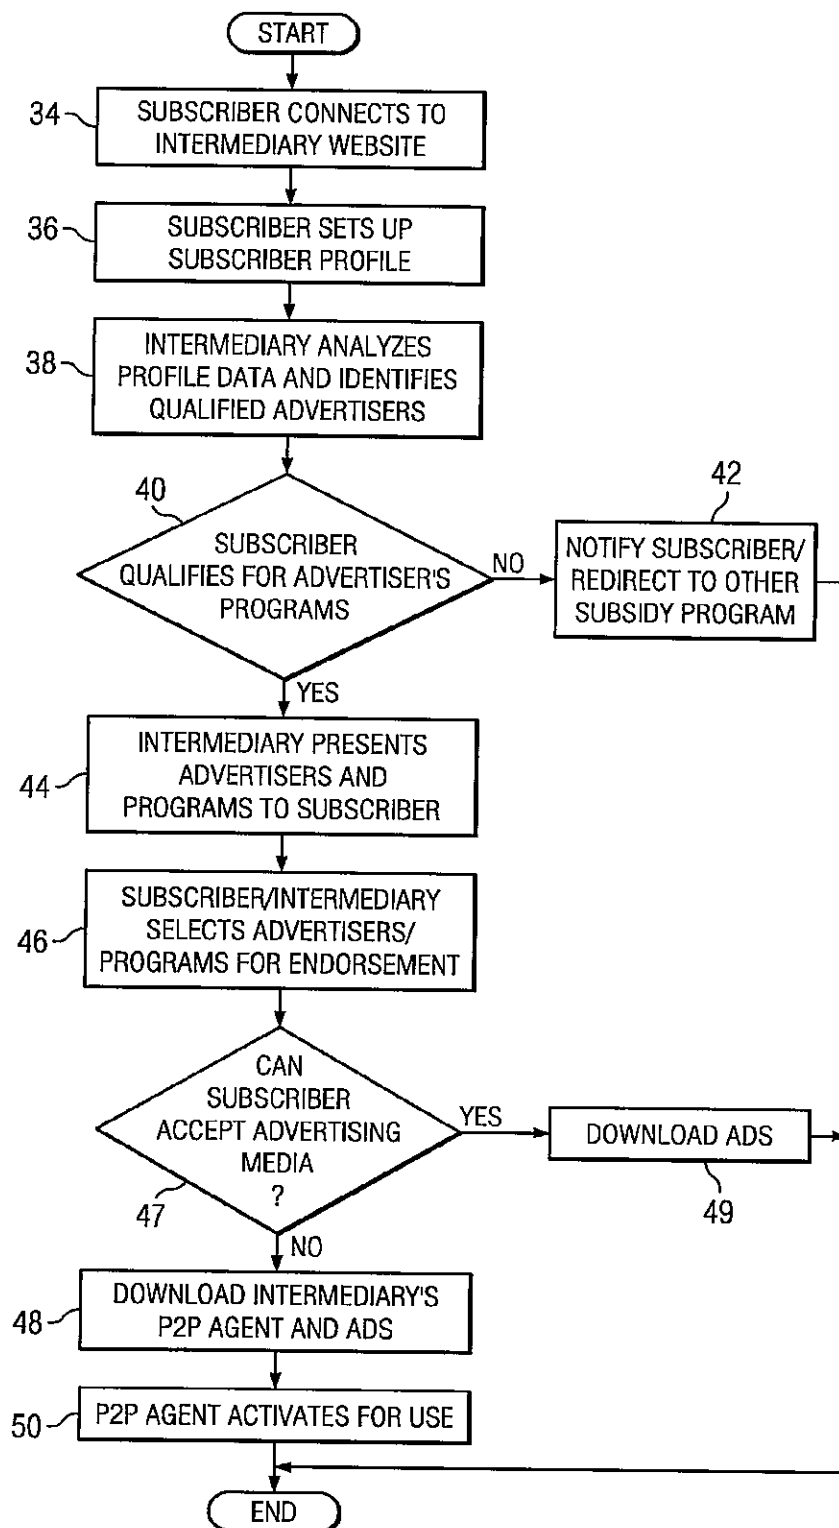 START
34
SUBSCRIBER CONNECTS TO
INTERMEDIARY WEBSITE
36
SUBSCRIBER SETS UP
SUBSCRIBER PROFILE
38
INTERMEDIARY ANALYZES
PROFILE DATA AND IDENTIFIES
QUALIFIED ADVERTISERS
40
SUBSCRIBER
QUALIFIES FOR ADVERTISER'S
PROGRAMS
NO
42
NOTIFY SUBSCRIBER/
REDIRECT TO OTHER
SUBSIDY PROGRAM
YES
44
INTERMEDIARY PRESENTS
ADVERTISERS AND
PROGRAMS TO SUBSCRIBER
46
SUBSCRIBER/INTERMEDIARY
SELECTS ADVERTISERS/
PROGRAMS FOR ENDORSEMENT
CAN
SUBSCRIBER
ACCEPT ADVERTISING
MEDIA
?
47
YES
DOWNLOAD ADS
49
NO
48
DOWNLOAD INTERMEDIARY'S
P2P AGENT AND ADS
50
P2P AGENT ACTIVATES FOR USE
END